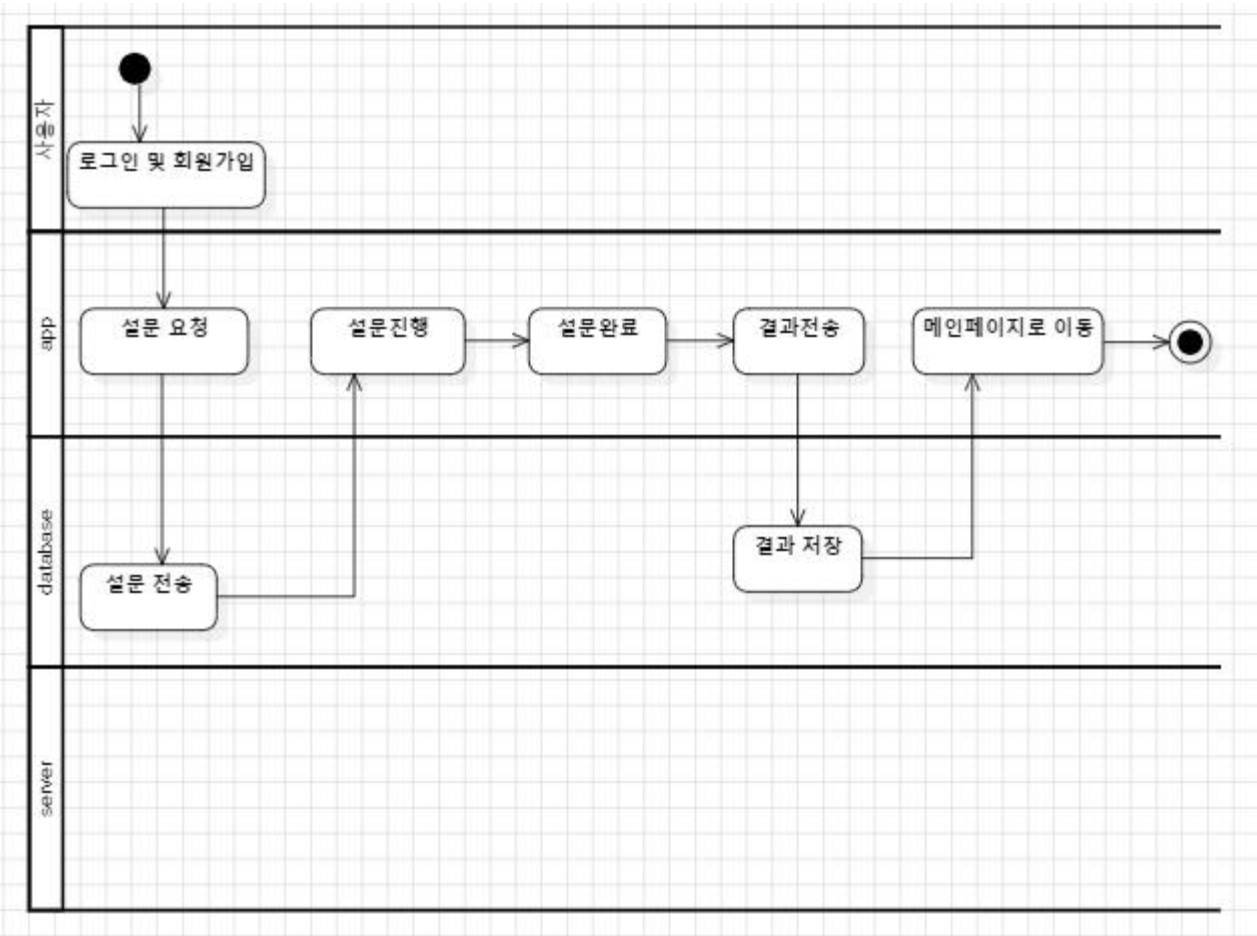 사용자
로그인 및 회원가입
app
설문 요청
설문진행
설문완료
결과전송
메인페이지로 이동
database
설문 전송
결과 저장
server